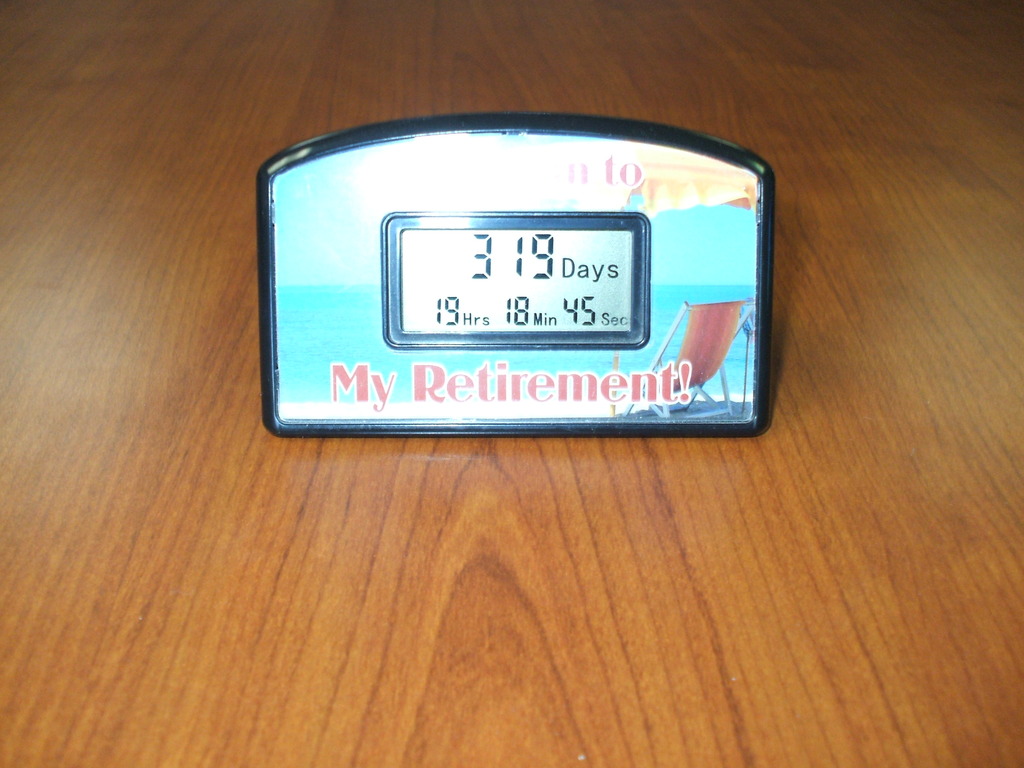 n to
319 Days
19 Hrs 18 Min 45 Sec
My Retirement!